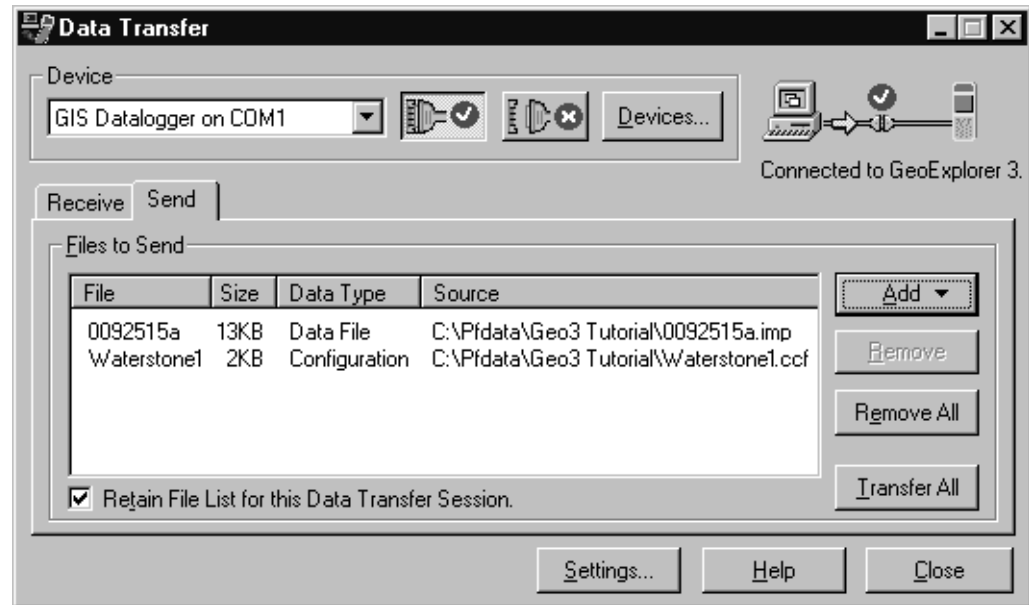 Data Transfer
Device
GIS Datalogger on COM1
Devices...
Connected to GeoExplorer 3.
Receive
Send
Files to Send
File Size Data Type Source
0092515a 13KB Data File C:\Pfdata\Geo3 Tutorial\0092515a.imp
Waterstone1 2KB Configuration C:\Pfdata\Geo3 Tutorial\Waterstone1.ccf
Add
Remove
Remove All
Transfer All
Retain File List for this Data Transfer Session.
Settings...
Help
Close